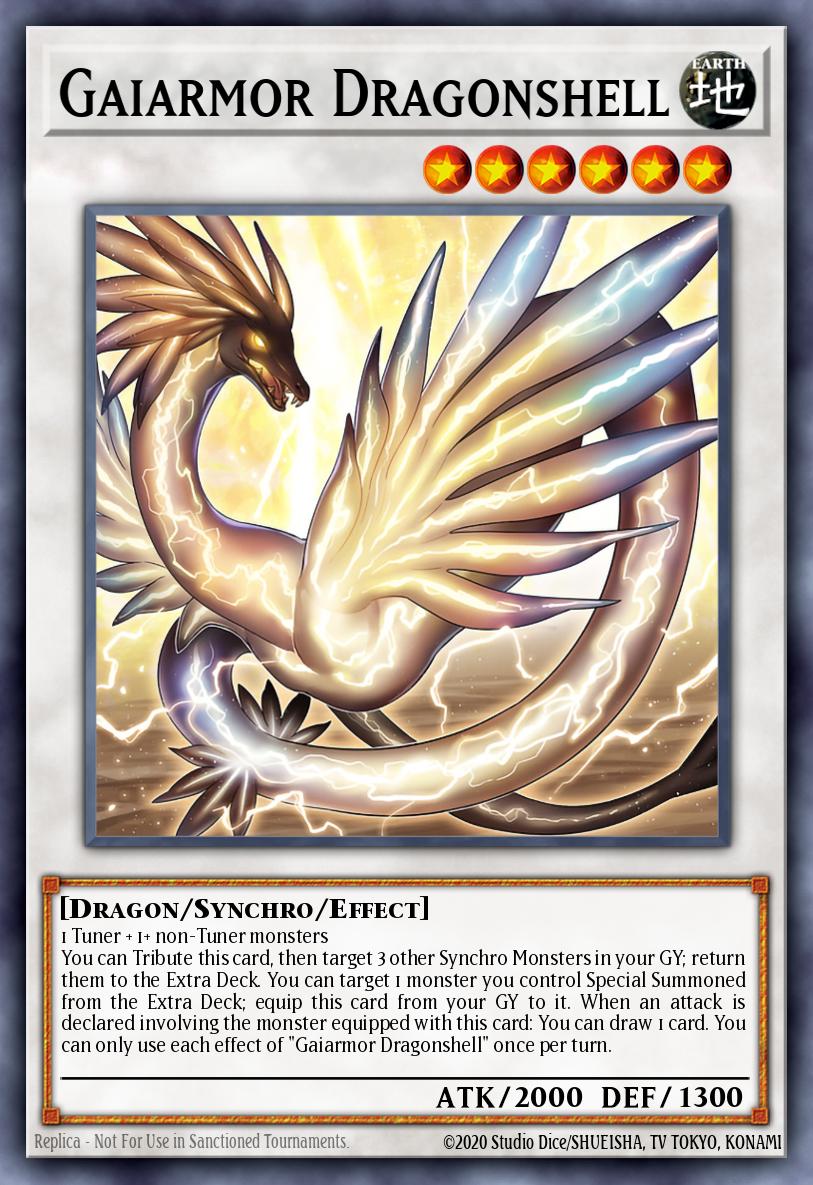 GAIARMOR DRAGONSHELL
EARTH
地
[DRAGON/SYNCHRO/EFFECT]
1 Tuner + 1+ non-Tuner monsters
You can Tribute this card, then target 3 other Synchro Monsters in your GY; return
them to the Extra Deck. You can target 1 monster you control Special Summoned
from the Extra Deck; equip this card from your GY to it. When an attack is
declared involving the monster equipped with this card: You can draw 1 card. You
can only use each effect of "Gaiarmor Dragonshell" once per turn.
ATK/2000 DEF/1300
Replica - Not For Use in Sanctioned Tournaments.
©2020 Studio Dice/SHUEISHA, TV TOKYO, KONAMI